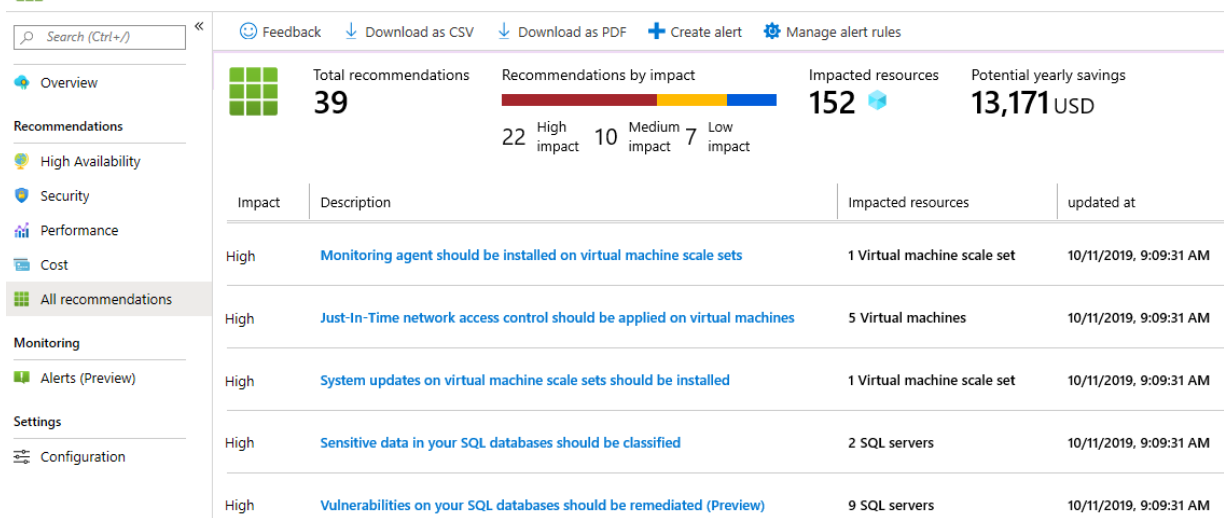 Search (Ctrl+/)
«
Overview
Recommendations
High Availability
Security
Performance
Cost
All recommendations
Monitoring
Alerts (Preview)
Settings
Configuration
Feedback
Download as CSV
Download as PDF
Create alert
Manage alert rules
Total recommendations
39
Recommendations by impact
22 High impact
10 Medium impact
7 Low impact
Impacted resources
152
Potential yearly savings
13,171 USD
Impact Description Impacted resources updated at
High Monitoring agent should be installed on virtual machine scale sets 1 Virtual machine scale set 10/11/2019, 9:09:31 AM
High Just-In-Time network access control should be applied on virtual machines 5 Virtual machines 10/11/2019, 9:09:31 AM
High System updates on virtual machine scale sets should be installed 1 Virtual machine scale set 10/11/2019, 9:09:31 AM
High Sensitive data in your SQL databases should be classified 2 SQL servers 10/11/2019, 9:09:31 AM
High Vulnerabilities on your SQL databases should be remediated (Preview) 9 SQL servers 10/11/2019, 9:09:31 AM